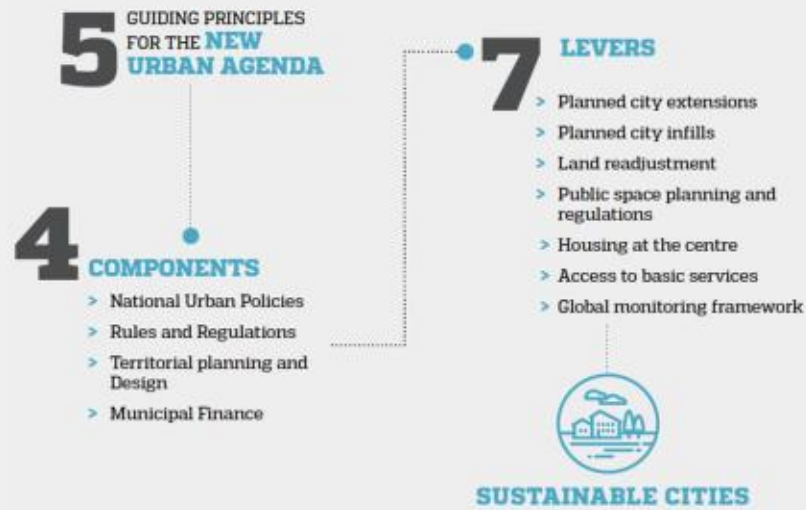 5 GUIDING PRINCIPLES
FOR THE NEW
URBAN AGENDA
4 COMPONENTS
> National Urban Policies
> Rules and Regulations
> Territorial planning and
Design
> Municipal Finance
7 LEVERS
> Planned city extensions
> Planned city infills
> Land readjustment
> Public space planning and
regulations
> Housing at the centre
> Access to basic services
> Global monitoring framework
SUSTAINABLE CITIES